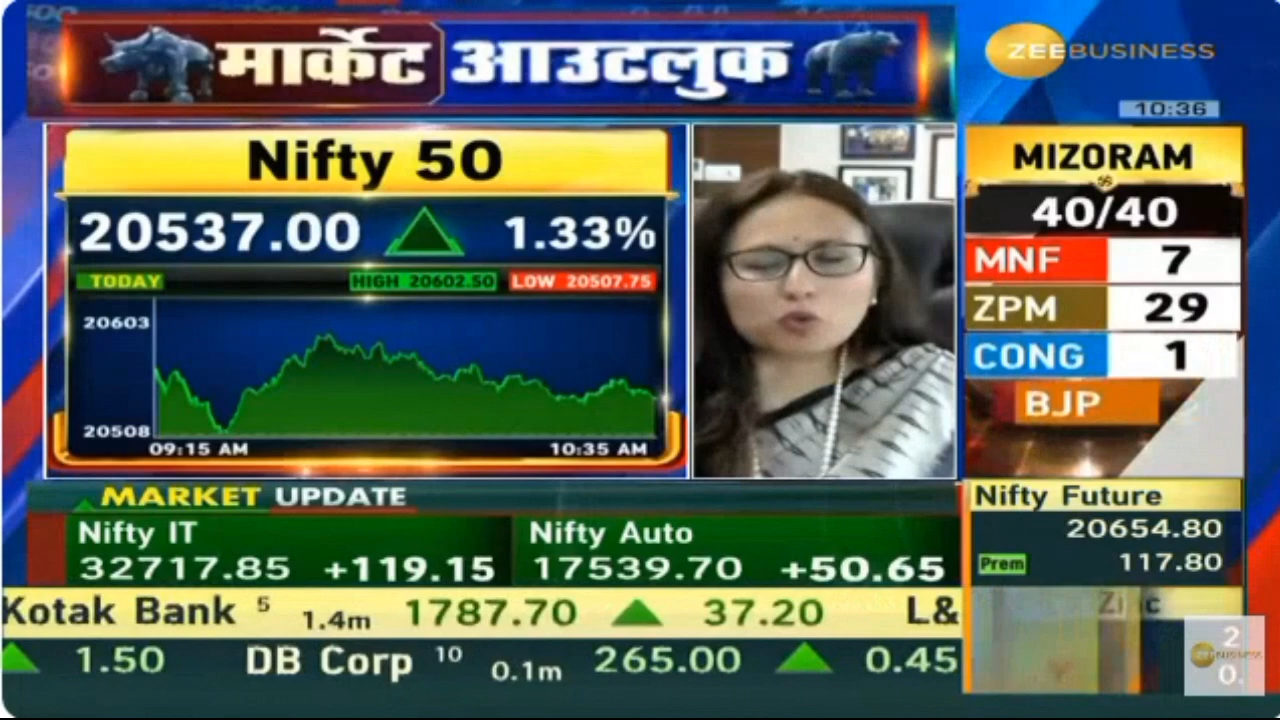 मार्केट आउटलुक
ZEEBUSINESS
10:36
Nifty 50
20537.00 1.33%
TODAY HIGH 20602.50 LOW 20507.75
20603
20508
09:15 AM 10:35 AM
MIZORAM
40/40
MNF 7
ZPM 29
CONG 1
BJP
MARKET UPDATE
Nifty IT
32717.85 +119.15
Nifty Auto
17539.70 +50.65
Nifty Future
20654.80
Prem 117.80
Kotak Bank 5 1.4m 1787.70 37.20 L&
1.50 DB Corp 10 0.1m 265.00 0.45
ZEEBUSINESS